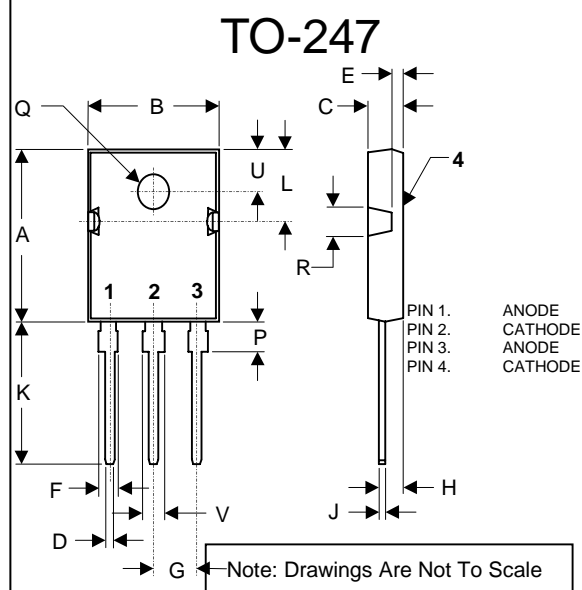 TO-247
E
C
Q
B
U
L
4
A
R
1 2 3
PIN 1. ANODE
PIN 2. CATHODE
PIN 3. ANODE
PIN 4. CATHODE
P
K
F
V
H
J
D
G
Note: Drawings Are Not To Scale